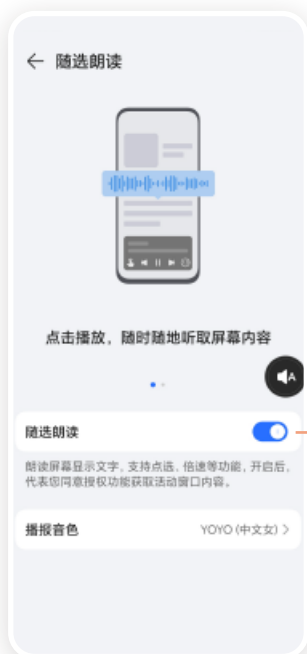 随选朗读
点击播放，随时随地听取屏幕内容
A
随选朗读
朗读屏幕显示文字，支持点选、倍速等功能，开启后，
代表您同意授权功能获取活动窗口内容。
播报音色 YOYO (中文女)